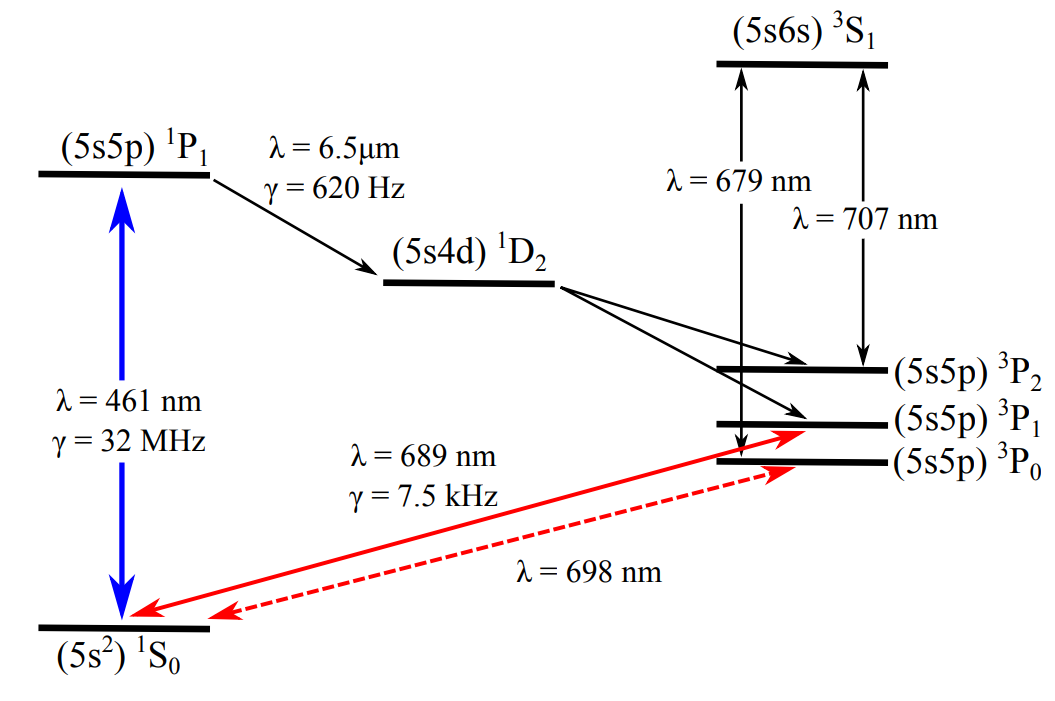 (5s6s) ³S₁
(5s5p) ¹P₁
λ = 6.5μm
γ = 620 Hz
λ = 679 nm
λ = 707 nm
(5s4d) ¹D₂
(5s5p) ³P₂
λ = 461 nm
γ = 32 MHz
(5s5p) ³P₁
λ = 689 nm
γ = 7.5 kHz
(5s5p) ³P₀
λ = 698 nm
(5s²) ¹S₀